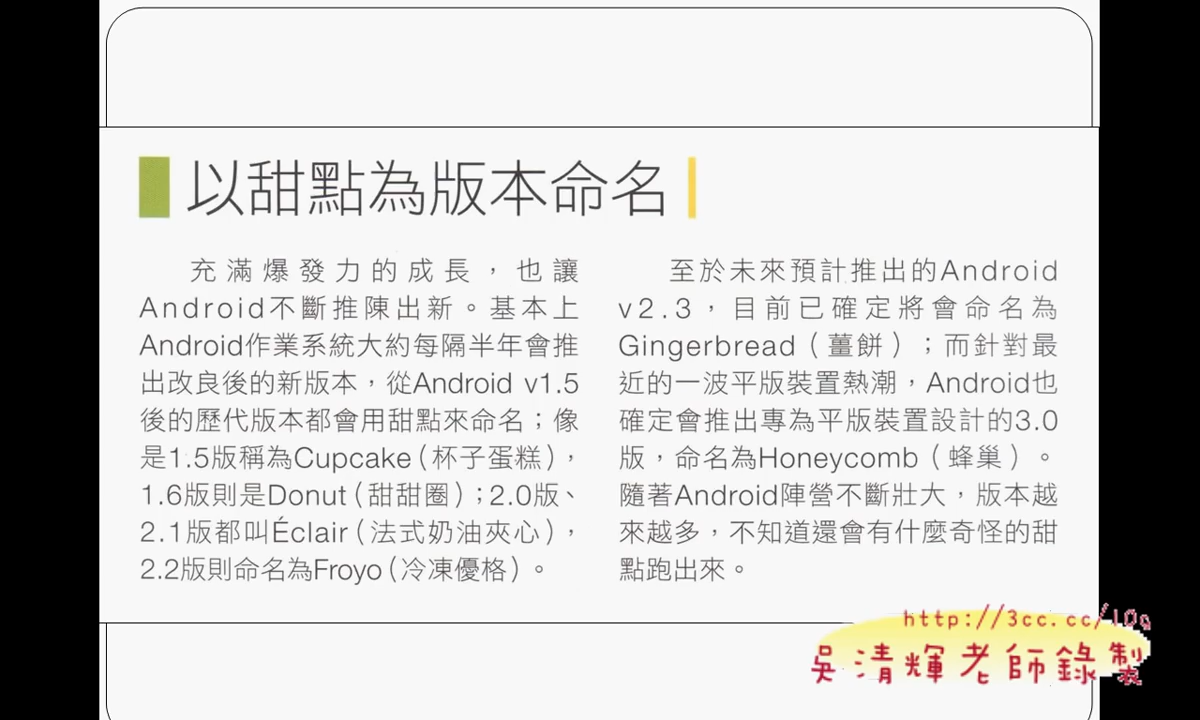 以甜點為版本命名
充滿爆發力的成長，也讓
Android不斷推陳出新。基本上
Android作業系統大約每隔半年會推
出改良後的新版本，從Android v1.5
後的歷代版本都會用甜點來命名；像
是1.5版稱為Cupcake（杯子蛋糕），
1.6版則是Donut（甜甜圈）；2.0版、
2.1版都叫Éclair（法式奶油夾心），
2.2版則命名為Froyo（冷凍優格）。
至於未來預計推出的Android
v2.3，目前已確定將會命名為
Gingerbread（薑餅）；而針對最
近的一波平版裝置熱潮，Android也
確定會推出專為平版裝置設計的3.0
版，命名為Honeycomb（蜂巢）。
隨著Android陣營不斷壯大，版本越
來越多，不知道還會有什麼奇怪的甜
點跑出來。
http://3cc.cc/10q
吳清輝老師錄製